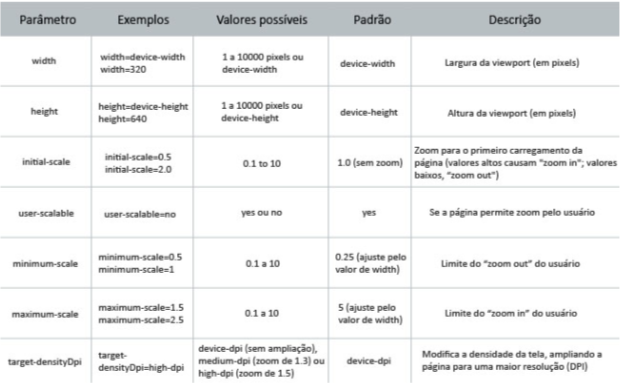 Parâmetro Exemplos Valores possíveis Padrão Descrição
width
width=device-width
width=320
1 a 10000 pixels ou
device-width
device-width
Largura da viewport (em pixels)
height
height=device-height
height=640
1 a 10000 pixels ou
device-height
device-height
Altura da viewport (em pixels)
initial-scale
initial-scale=0.5
initial-scale=2.0
0.1 to 10
1.0 (sem zoom)
Zoom para o primeiro carregamento da
página (valores altos causam "zoom in"; valores
baixos, "zoom out")
user-scalable
user-scalable=no
yes ou no
yes
Se a página permite zoom pelo usuário
minimum-scale
minimum-scale=0.5
minimum-scale=1
0.1 a 10
0.25 (ajuste pelo
valor de width)
Limite do "zoom out" do usuário
maximum-scale
maximum-scale=1.5
maximum-scale=2.5
0.1 a 10
5 (ajuste pelo
valor de width)
Limite do "zoom in" do usuário
target-densityDpi
target-
densityDpi=high-dpi
device-dpi (sem ampliação),
medium-dpi (zoom de 1.3) ou
high-dpi (zoom de 1.5)
device-dpi
Modifica a densidade da tela, ampliando a
página para uma maior resolução (DPI)